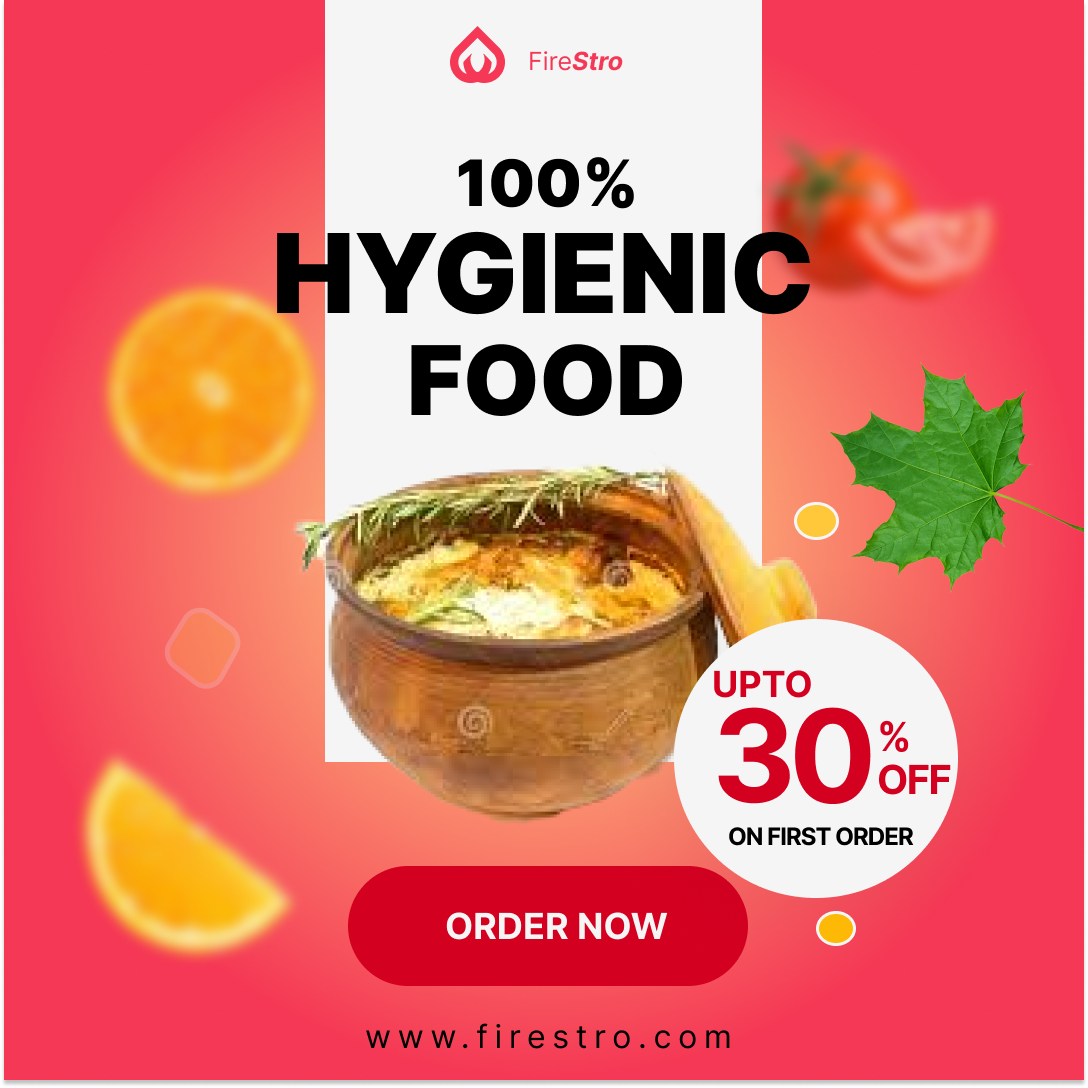 FireStro
100%
HYGIENIC
FOOD
UPTO
30%
OFF
ON FIRST ORDER
ORDER NOW
www.firestro.com